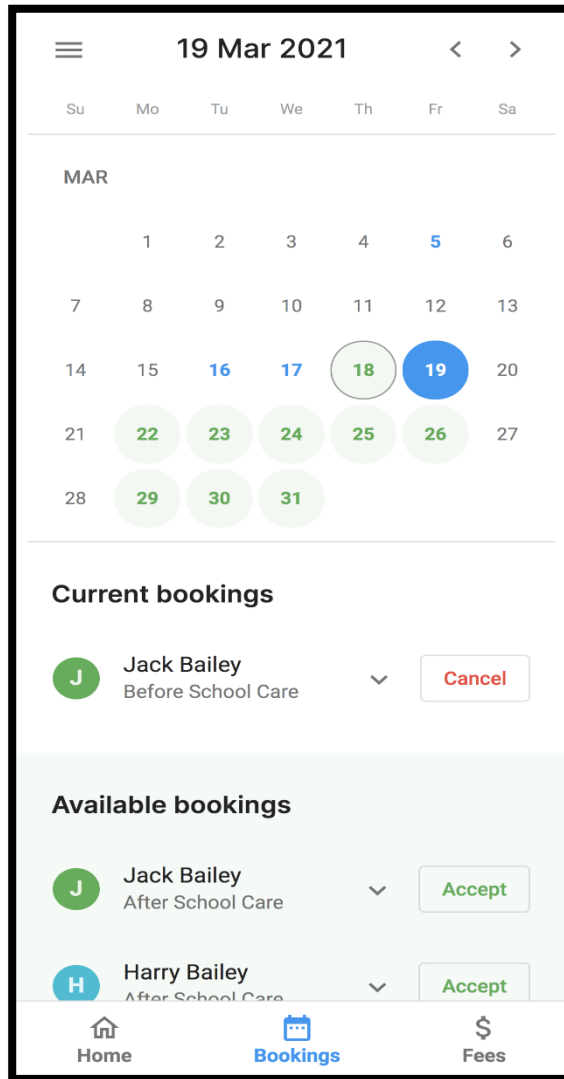 19 Mar 2021 < >
Su Mo Tu We Th Fr Sa
MAR
1 2 3 4 5 6
7 8 9 10 11 12 13
14 15 16 17 18 19 20
21 22 23 24 25 26 27
28 29 30 31
Current bookings
J Jack Bailey
Before School Care
Cancel
Available bookings
J Jack Bailey
After School Care
Accept
H Harry Bailey
After School Care
Accept
Home Bookings $ Fees